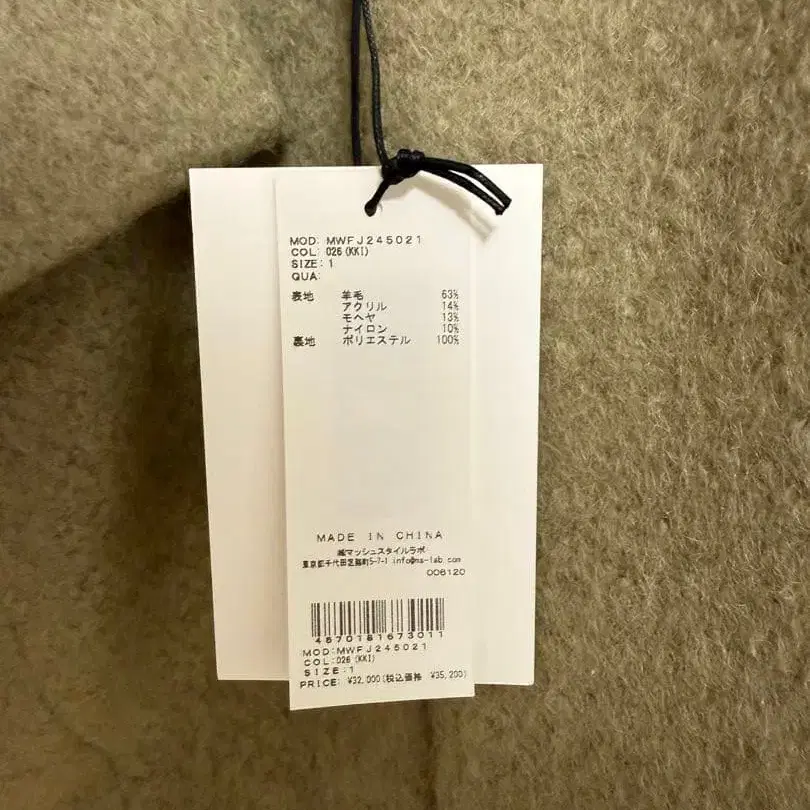 MOD: MWFJ245021
COL: 026(KKI)
SIZE: 1
QUA:
表地 羊毛 63%
アクリル 14%
モヘヤ 13%
ナイロン 10%
裏地 ポリエステル 100%
MADE IN CHINA
㈱マッシュスタイルラボ
東京都千代田区麹町5-7-1 info@ms-lab.com
006120
4570181673011
MOD:MWFJ245021
COL:026(KKI)
SIZE:1
PRICE: ¥32,000(税込価格 ¥35,200)